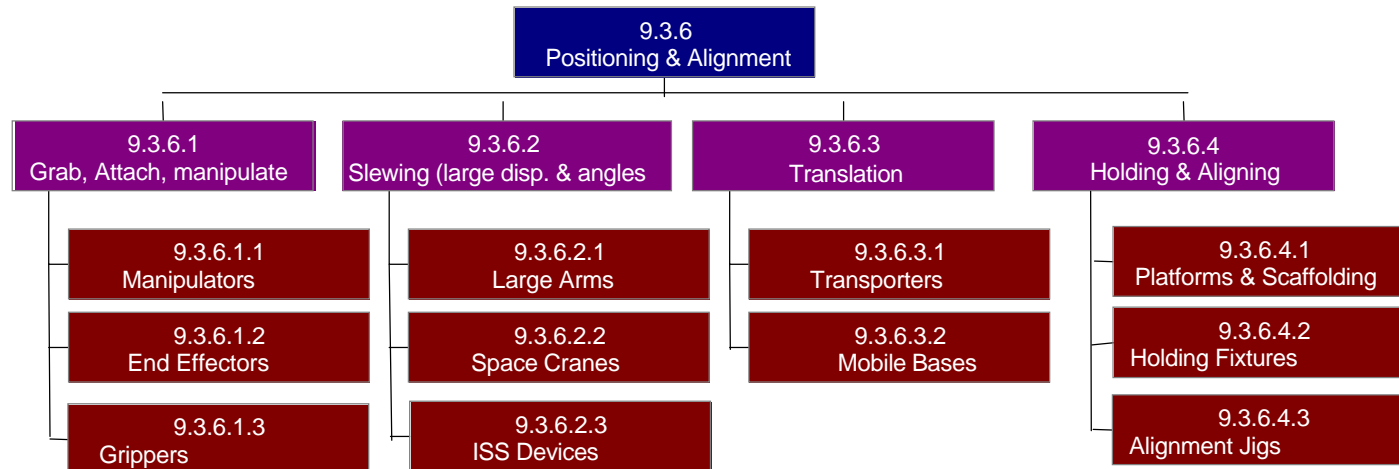 9.3.6
Positioning & Alignment
9.3.6.1
Grab, Attach, manipulate
9.3.6.1.1
Manipulators
9.3.6.1.2
End Effectors
9.3.6.1.3
Grippers
9.3.6.2
Slewing (large disp. & angles
9.3.6.2.1
Large Arms
9.3.6.2.2
Space Cranes
9.3.6.2.3
ISS Devices
9.3.6.3
Translation
9.3.6.3.1
Transporters
9.3.6.3.2
Mobile Bases
9.3.6.4
Holding & Aligning
9.3.6.4.1
Platforms & Scaffolding
9.3.6.4.2
Holding Fixtures
9.3.6.4.3
Alignment Jigs